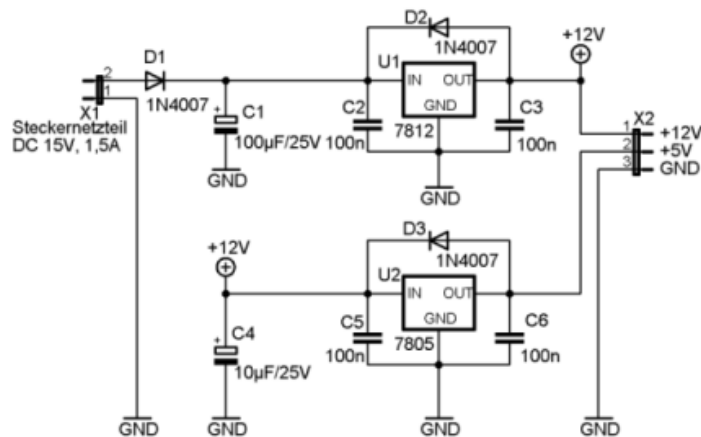 D2
1N4007
+12V
D1
2
1
1N4007
X1
Steckernetzteil
DC 15V, 1,5A
+
C1
100µF/25V
GND
U1
IN
OUT
GND
7812
C2
100n
C3
100n
GND
X2
1
2
3
+12V
+5V
GND
D3
1N4007
+12V
U2
IN
OUT
GND
7805
+
C4
10µF/25V
C5
100n
C6
100n
GND
GND
GND
GND